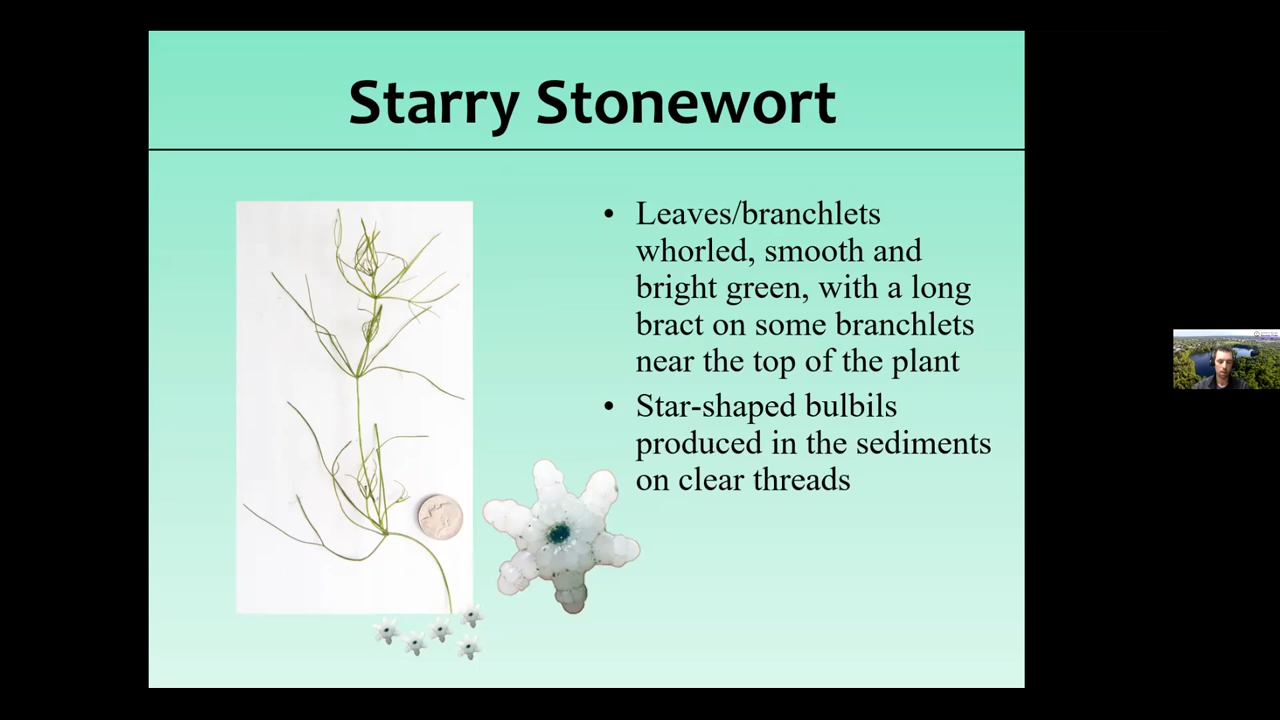 Starry Stonewort
• Leaves/branchlets
whorled, smooth and
bright green, with a long
bract on some branchlets
near the top of the plant
• Star-shaped bulbils
produced in the sediments
on clear threads